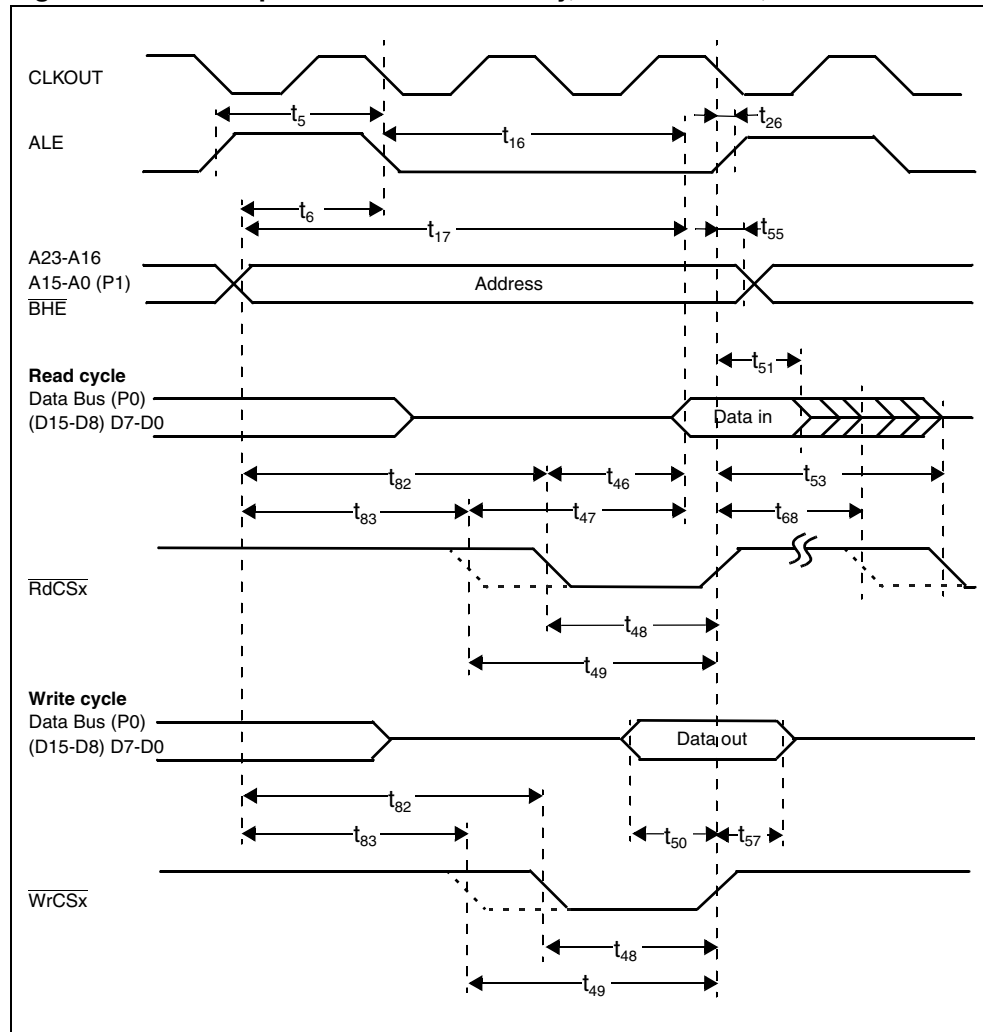 CLKOUT
t5
t26
ALE
t16
t6
t17
t55
A23-A16
A15-A0 (P1)
Address
BHE
t51
Read cycle
Data Bus (P0)
(D15-D8) D7-D0
Data in
t82
t46
t53
t83
t47
t68
RdCSx
t48
t49
Write cycle
Data Bus (P0)
(D15-D8) D7-D0
Data out
t82
t83
t50
t57
WrCSx
t48
t49